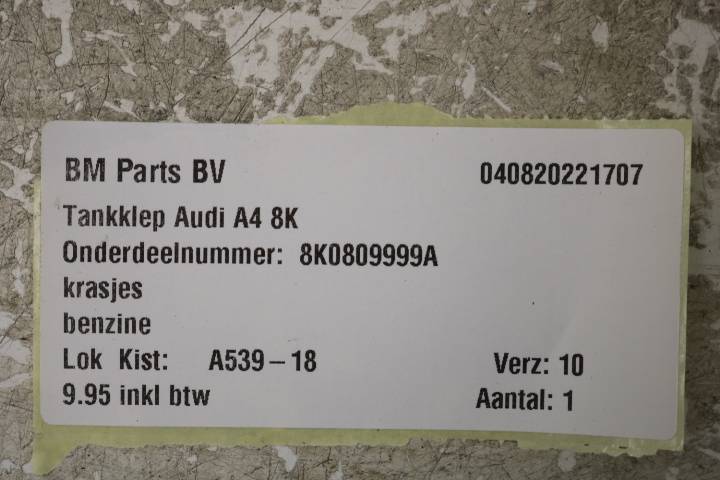 BM Parts BV 040820221707
Tankklep Audi A4 8K
Onderdeelnummer: 8K0809999A
krasjes
benzine
Lok Kist: A539-18 Verz: 10
9.95 inkl btw Aantal: 1